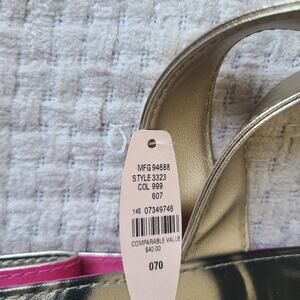 MFG 94688
STYLE 3323
COL 999
607
145 07349746
COMPARABLE VALUE
$40.00
070